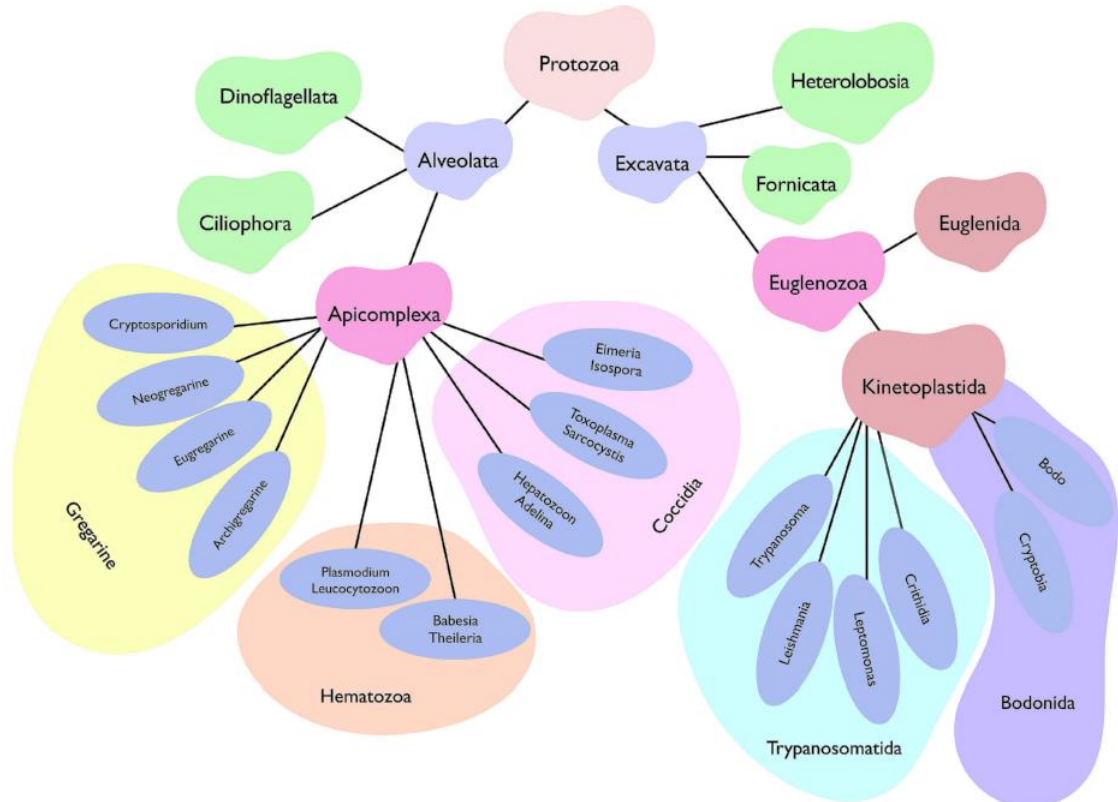 Protozoa
Dinoflagellata
Heterolobosia
Alveolata
Excavata
Fornicata
Ciliophora
Euglenida
Euglenozoa
Apicomplexa
Cryptosporidium
Neogregarine
Eugregarine
Archigregarine
Gregarine
Eimeria
Isospora
Toxoplasma
Sarcocystis
Hepatozoon
Adelina
Coccidia
Plasmodium
Leucocytozoon
Babesia
Theileria
Hematozoa
Kinetoplastida
Trypanosoma
Leishmania
Leptomonas
Crithidia
Trypanosomatida
Bodo
Cryptobia
Bodonida